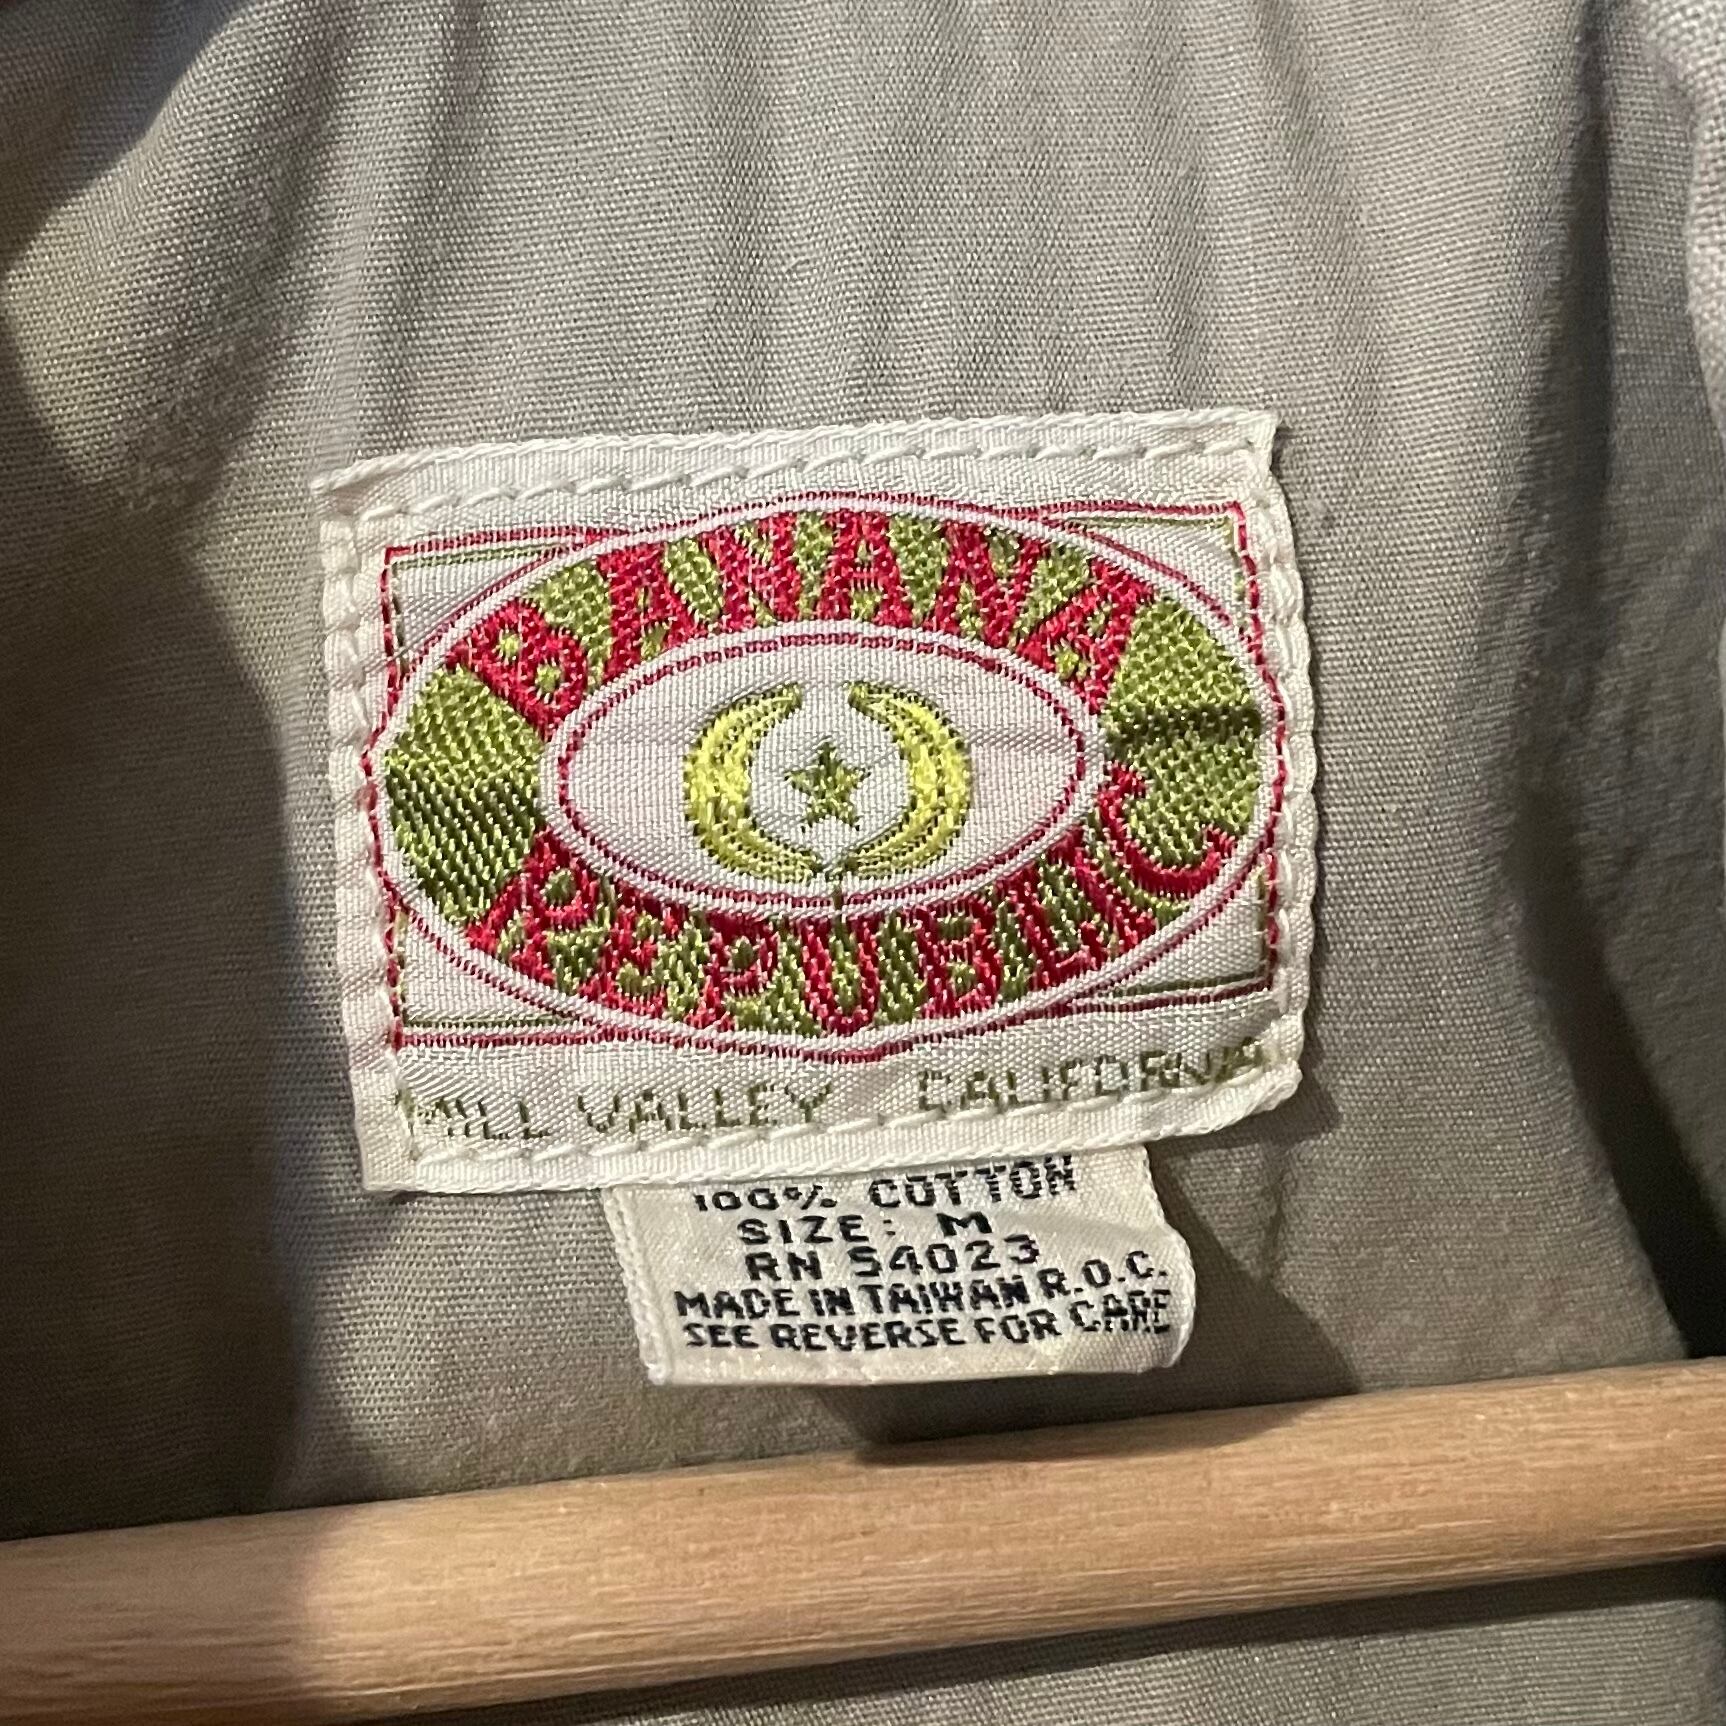 BANANA
REPUBLIC
MILL VALLEY, CALIFORNIA
100% COTTON
SIZE: M
RN 54023
MADE IN TAIWAN R.O.C.
SEE REVERSE FOR CARE